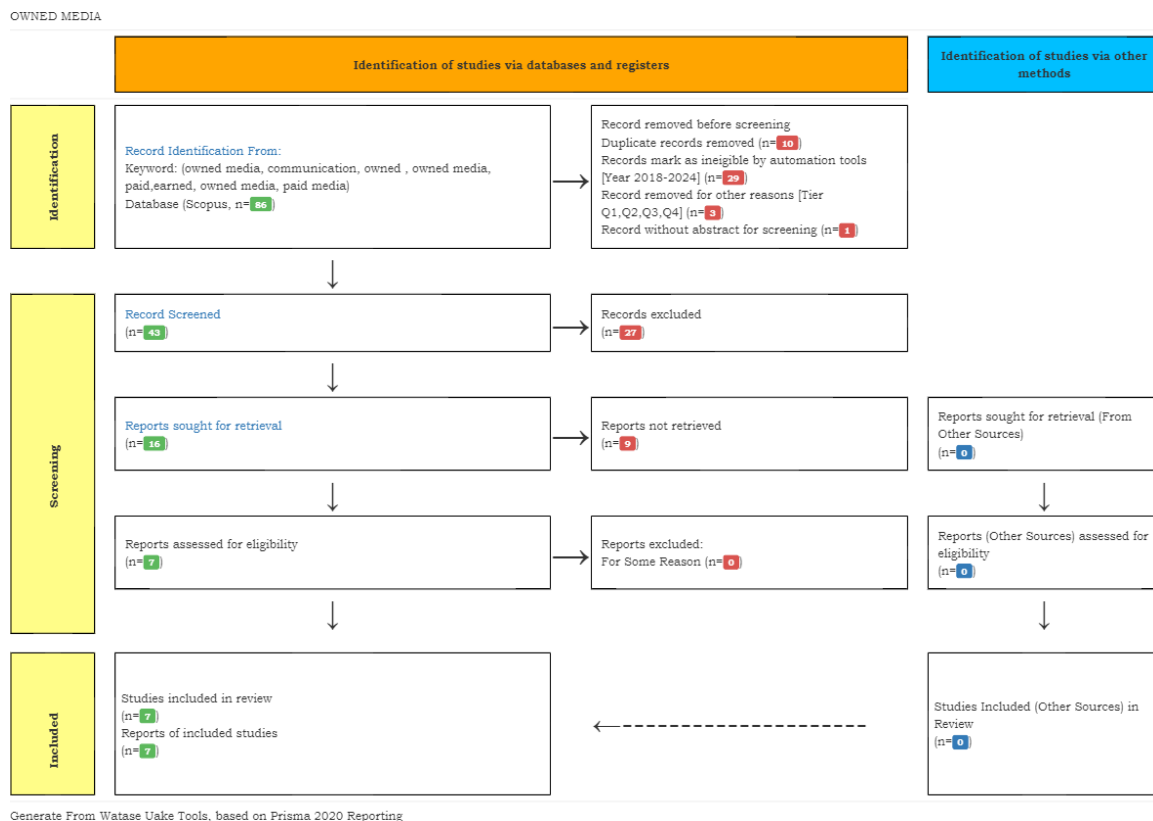 OWNED MEDIA
Identification of studies via databases and registers
Identification of studies via other
methods
Identification
Record Identification From:
Keyword: (owned media, communication, owned , owned media,
paid,earned, owned media, paid media)
Database (Scopus, n=86)
Record removed before screening
Duplicate records removed (n=10)
Records mark as ineigible by automation tools
[Year 2018-2024] (n=29)
Record removed for other reasons [Tier
Q1,Q2,Q3,Q4] (n=3)
Record without abstract for screening (n=1)
Screening
Record Screened
(n=43)
Records excluded
(n=27)
Reports sought for retrieval
(n=16)
Reports not retrieved
(n=9)
Reports sought for retrieval (From
Other Sources)
(n=0)
Reports assessed for eligibility
(n=7)
Reports excluded:
For Some Reason (n=0)
Reports (Other Sources) assessed for
eligibility
(n=0)
Included
Studies included in review
(n=7)
Reports of included studies
(n=7)
Studies Included (Other Sources) in
Review
(n=0)
Generate From Watase Uake Tools, based on Prisma 2020 Reporting